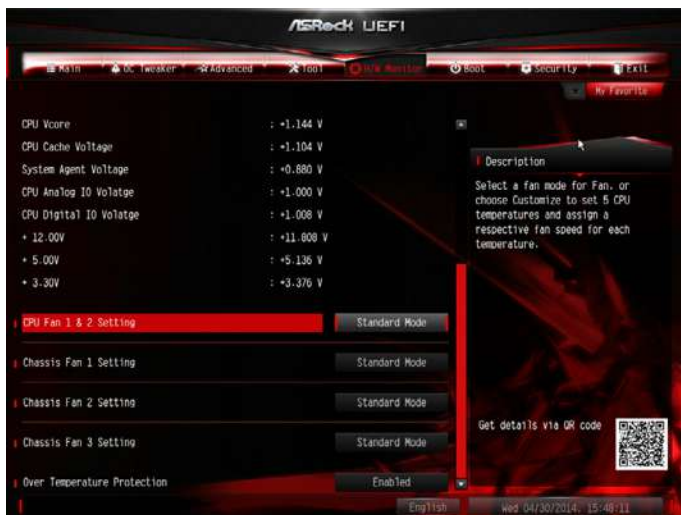 ASRock UEFI
Main OC Tweaker Advanced Tool H/W Monitor Boot Security Exit
My Favorite
CPU Vcore : +1.144 V
CPU Cache Voltage : +1.104 V
System Agent Voltage : +0.880 V
CPU Analog IO Volatge : +1.000 V
CPU Digital IO Volatge : +1.008 V
+ 12.00V : +11.808 V
+ 5.00V : +5.136 V
+ 3.30V : +3.376 V
CPU Fan 1 & 2 Setting Standard Mode
Chassis Fan 1 Setting Standard Mode
Chassis Fan 2 Setting Standard Mode
Chassis Fan 3 Setting Standard Mode
Over Temperature Protection Enabled
Description
Select a fan mode for Fan, or
choose Customize to set 5 CPU
temperatures and assign a
respective fan speed for each
temperature.
Get details via QR code
English
Wed 04/30/2014, 15:48:11